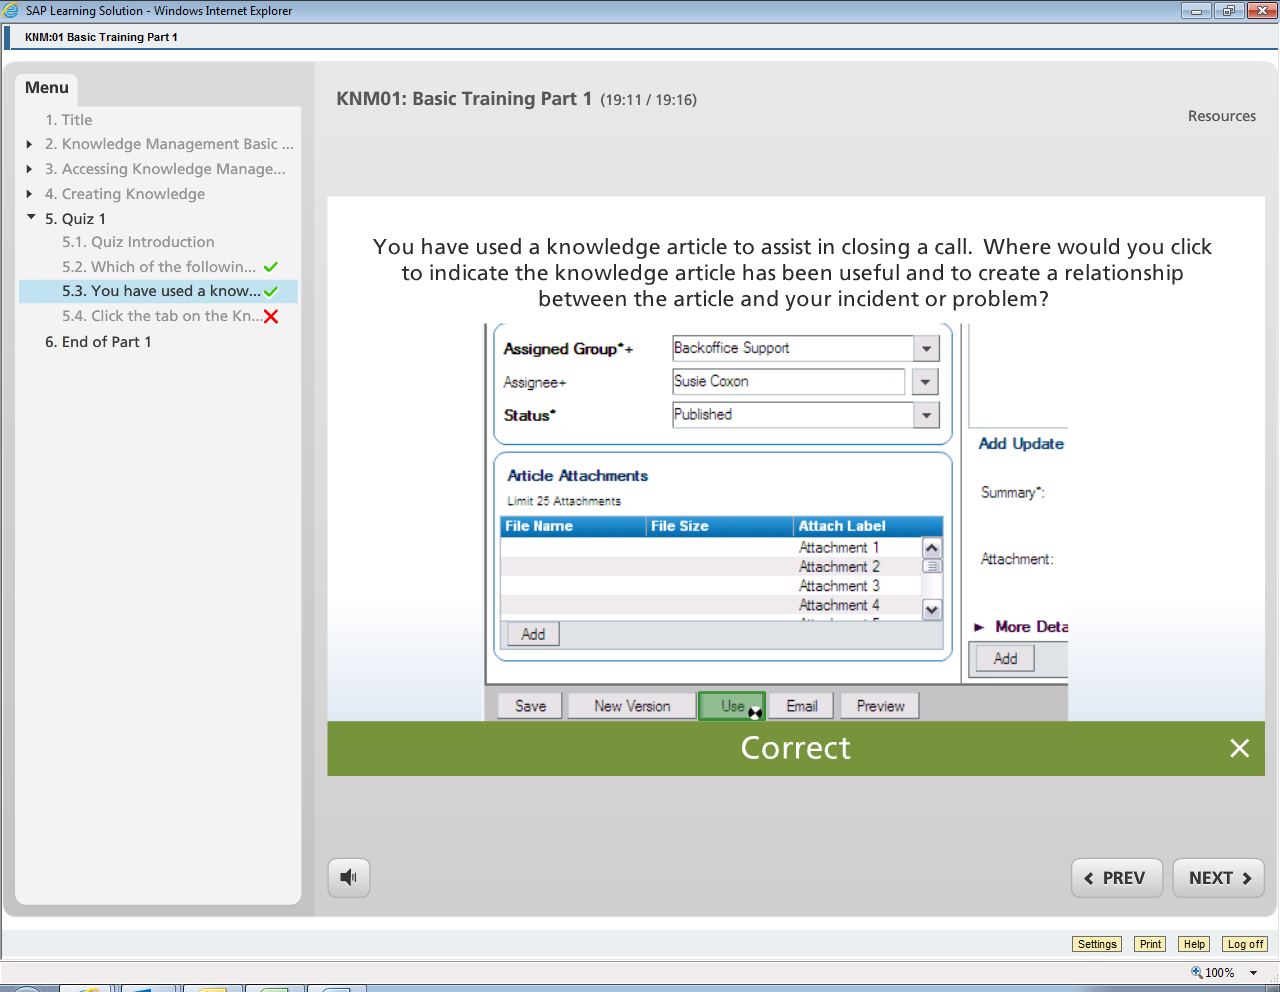 SAP Learning Solution - Windows Internet Explorer
KNM:01 Basic Training Part 1
Menu
1. Title
2. Knowledge Management Basic ...
3. Accessing Knowledge Manage...
4. Creating Knowledge
5. Quiz 1
5.1. Quiz Introduction
5.2. Which of the followin...
5.3. You have used a know...
5.4. Click the tab on the Kn...
6. End of Part 1
KNM01: Basic Training Part 1 (19:11 / 19:16)
Resources
You have used a knowledge article to assist in closing a call. Where would you click
to indicate the knowledge article has been useful and to create a relationship
between the article and your incident or problem?
Assigned Group*+ Backoffice Support
Assignee+ Susie Coxon
Status* Published
Article Attachments
Limit 25 Attachments
File Name File Size Attach Label
Attachment 1
Attachment 2
Attachment 3
Attachment 4
Add
Add Update
Summary*:
Attachment:
More Deta
Add
Save New Version Use Email Preview
Correct
PREV NEXT
Settings Print Help Log off
100%